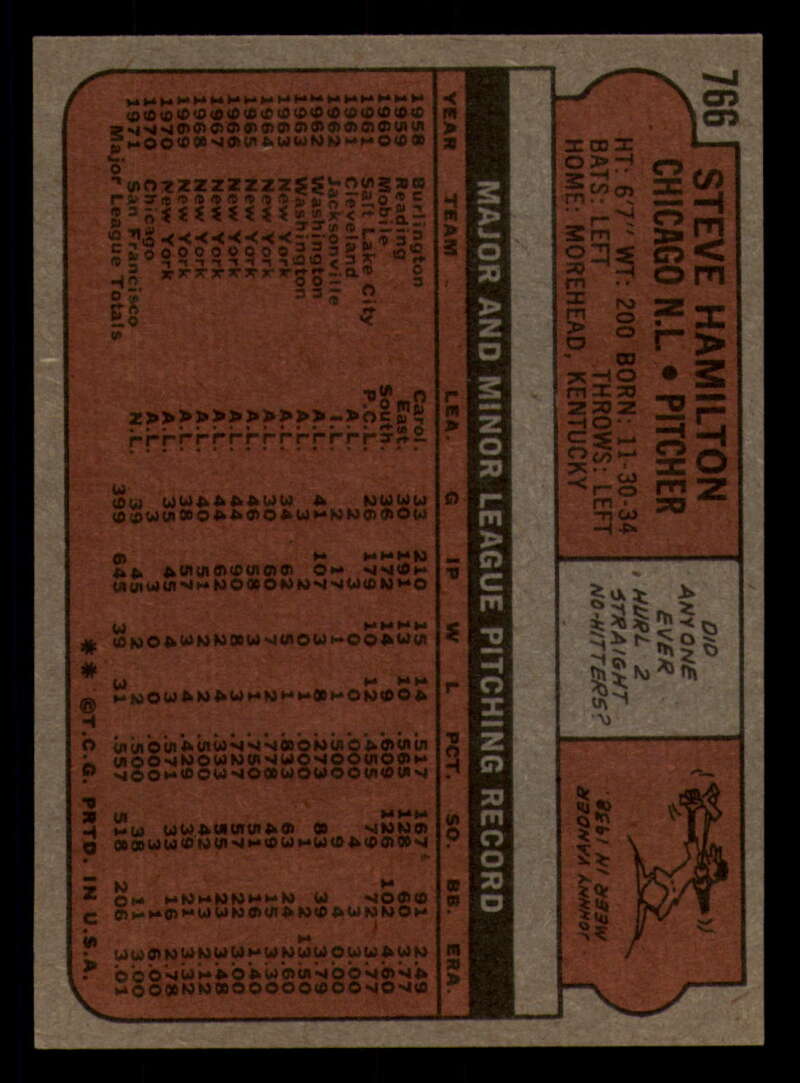 766
STEVE HAMILTON
CHICAGO N.L. • PITCHER
HT: 6'7" WT: 200 BORN: 11-30-34
BATS: LEFT THROWS: LEFT
HOME: MOREHEAD, KENTUCKY
DID
ANYONE
EVER
HURL 2
STRAIGHT
NO-HITTERS?
JOHNNY VANDER
MEER IN 1938
MAJOR AND MINOR LEAGUE PITCHING RECORD
YEAR TEAM LEA. G IP W L PCT. SO. BB. ERA.
1958 Burlington Carol. 33 210 15 14 .517 167 91 2.49
1959 Reading East. 30 191 13 10 .565 128 60 3.77
1960 Mobile South. 36 172 14 9 .609 126 102 4.60
1961 Salt Lake City P.C.L. 26 179 10 12 .455 79 72 3.67
1961 Cleveland A.L. 2 3 0 0 .000 4 3 3.00
1962 Jacksonville I.L. 2 17 1 1 .500 9 4 0.00
1962 Washington A.L. 41 107 3 8 .273 83 39 3.79
1963 Washington A.L. 3 2 0 1 .000 1 2 13.50
1963 New York A.L. 34 62 5 1 .833 63 24 2.60
1964 New York A.L. 30 60 7 2 .778 49 15 3.30
1965 New York A.L. 46 58 3 1 .750 51 16 1.40
1966 New York A.L. 44 90 8 3 .727 57 22 3.00
1967 New York A.L. 44 62 2 4 .333 55 23 3.48
1968 New York A.L. 40 51 2 2 .500 42 13 2.12
1969 New York A.L. 38 57 3 4 .429 39 21 3.32
1970 New York A.L. 35 45 4 3 .571 33 16 2.78
1970 Chicago A.L. 3 3 0 0 .000 3 1 6.00
1971 San Francisco N.L. 39 45 2 2 .500 38 11 3.00
Major League Totals 399 645 39 31 .557 518 206 3.01
** ©T.C.G. PRTD. IN U.S.A.